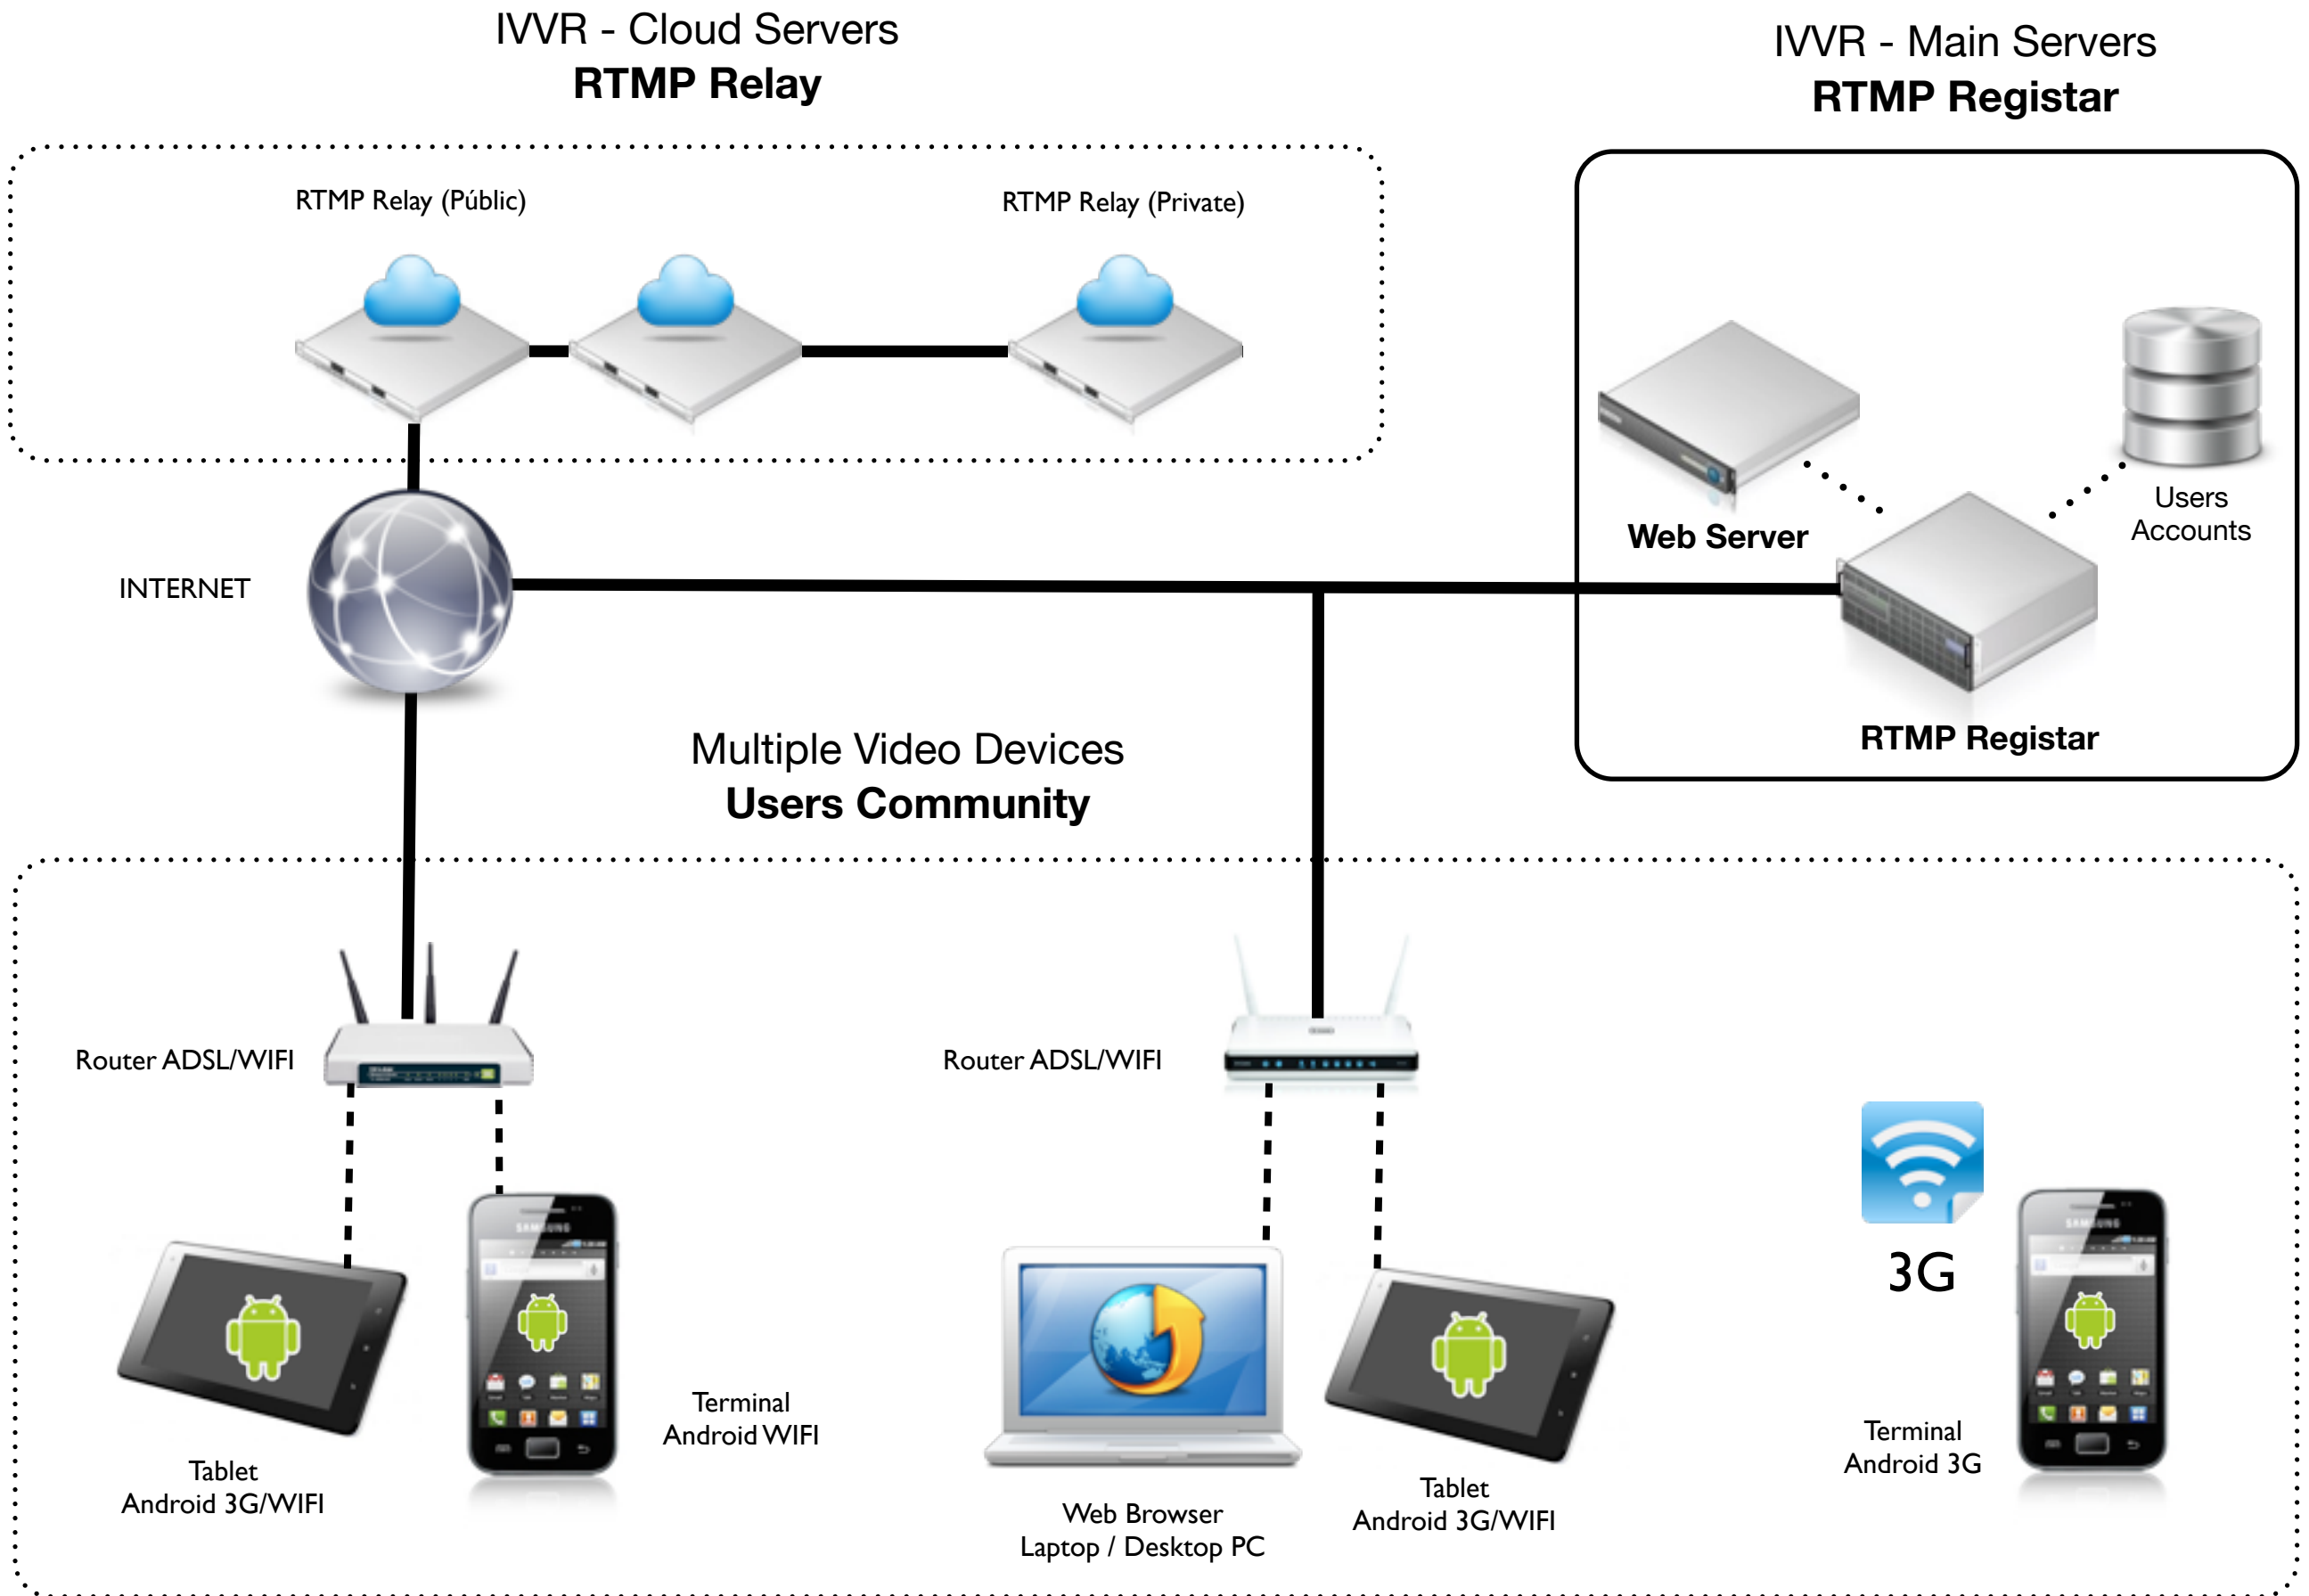 IVVR - Cloud Servers
RTMP Relay
IVVR - Main Servers
RTMP Registar
RTMP Relay (Públic)
RTMP Relay (Private)
Web Server
Users
Accounts
INTERNET
RTMP Registar
Multiple Video Devices
Users Community
Router ADSL/WIFI
Router ADSL/WIFI
SAMSUNG
SAMSUNG
3G
Terminal
Android WIFI
Terminal
Android 3G
Tablet
Android 3G/WIFI
Tablet
Android 3G/WIFI
Web Browser
Laptop / Desktop PC